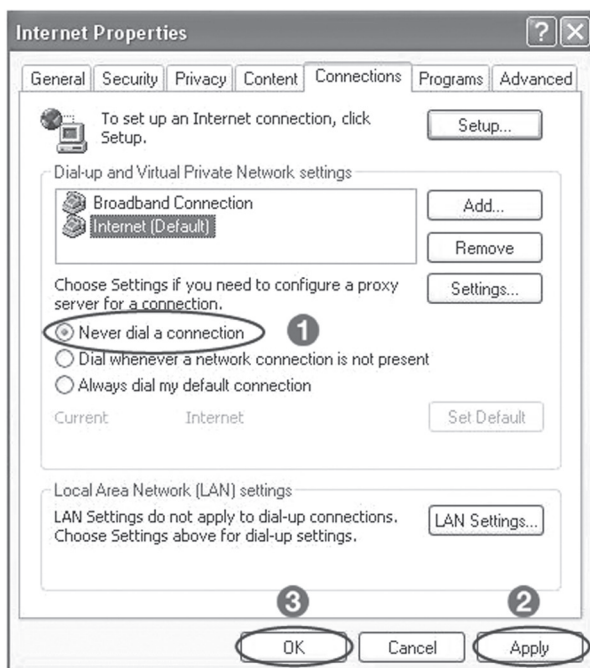 Internet Properties
? X
General Security Privacy Content Connections Programs Advanced
To set up an Internet connection, click
Setup.
Setup...
Dial-up and Virtual Private Network settings
Broadband Connection
Internet (Default)
Add...
Remove
Choose Settings if you need to configure a proxy
server for a connection.
Settings...
Never dial a connection
1
Dial whenever a network connection is not present
Always dial my default connection
Current Internet
Set Default
Local Area Network (LAN) settings
LAN Settings do not apply to dial-up connections.
Choose Settings above for dial-up settings.
LAN Settings...
3 2
OK Cancel Apply